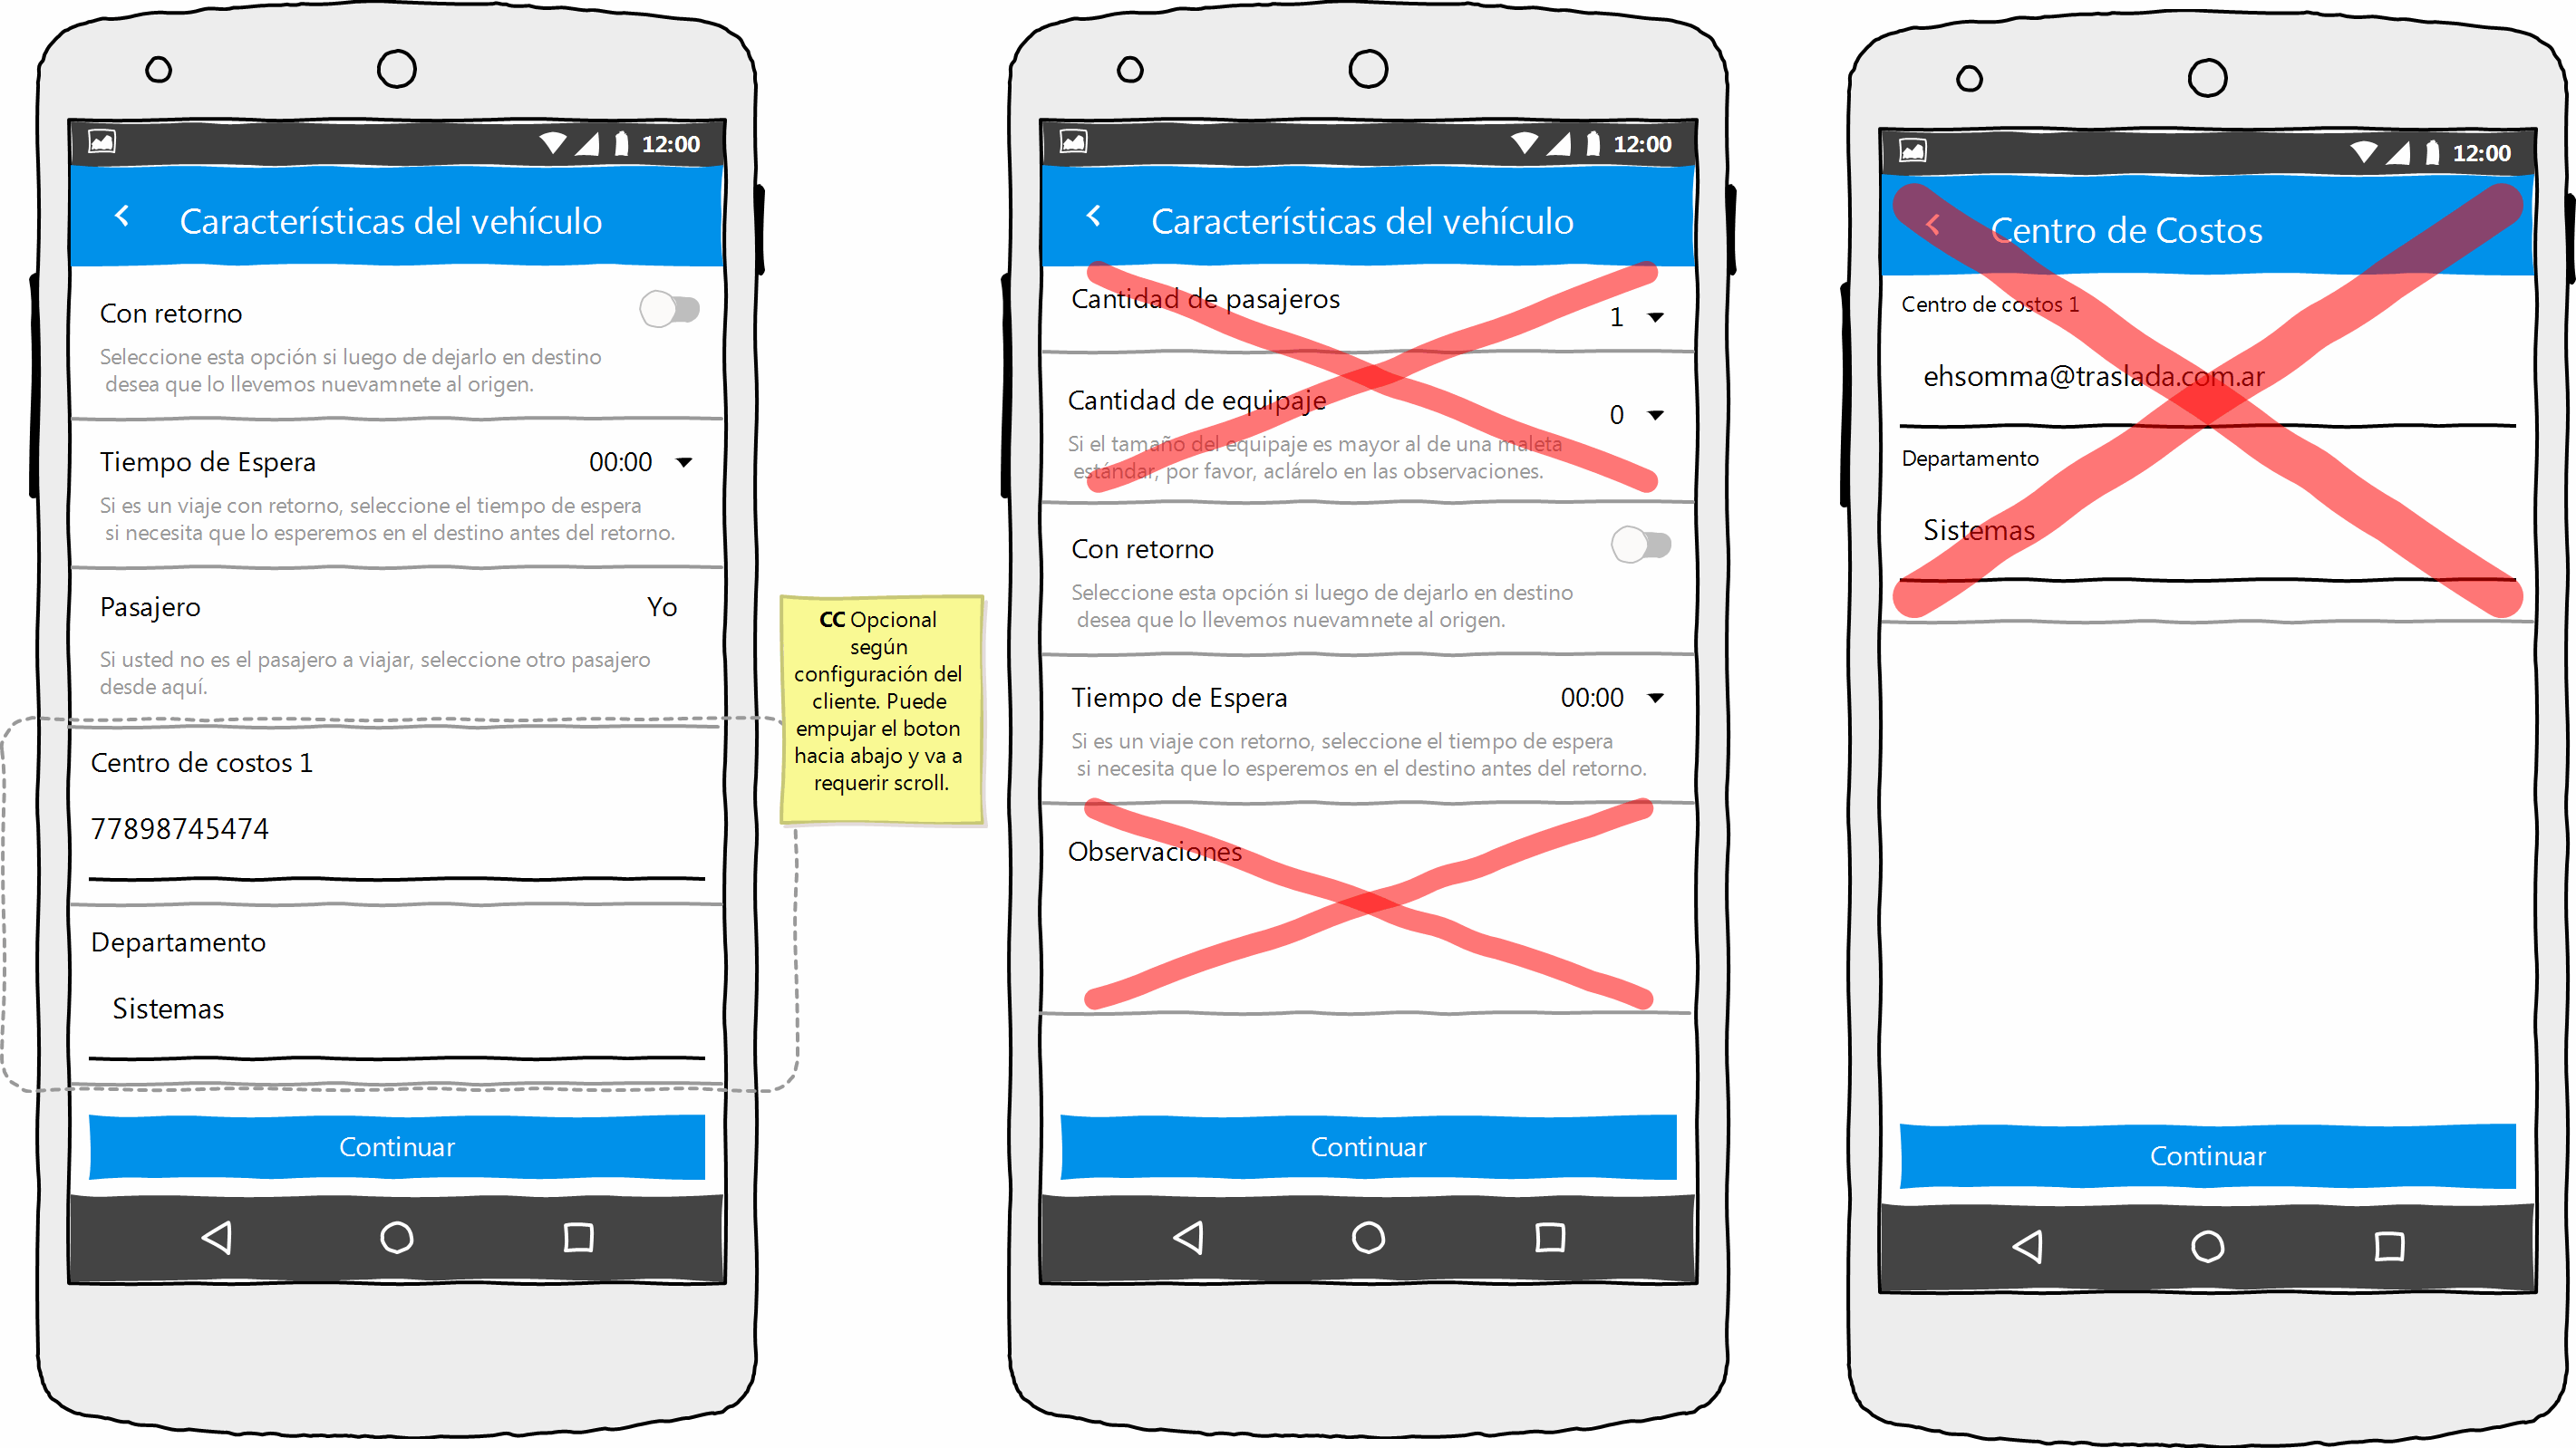 12:00
Características del vehículo
Con retorno
Seleccione esta opción si luego de dejarlo en destino
desea que lo llevemos nuevamnete al origen.
Tiempo de Espera 00:00
Si es un viaje con retorno, seleccione el tiempo de espera
si necesita que lo esperemos en el destino antes del retorno.
Pasajero Yo
Si usted no es el pasajero a viajar, seleccione otro pasajero
desde aquí.
Centro de costos 1
77898745474
Departamento
Sistemas
Continuar
CC Opcional
según
configuración del
cliente. Puede
empujar el boton
hacia abajo y va a
requerir scroll.
12:00
Características del vehículo
Cantidad de pasajeros
1
Cantidad de equipaje
0
Si el tamaño del equipaje es mayor al de una maleta
estándar, por favor, aclárelo en las observaciones.
Con retorno
Seleccione esta opción si luego de dejarlo en destino
desea que lo llevemos nuevamnete al origen.
Tiempo de Espera 00:00
Si es un viaje con retorno, seleccione el tiempo de espera
si necesita que lo esperemos en el destino antes del retorno.
Observaciones
Continuar
12:00
Centro de Costos
Centro de costos 1
ehsomma@traslada.com.ar
Departamento
Sistemas
Continuar